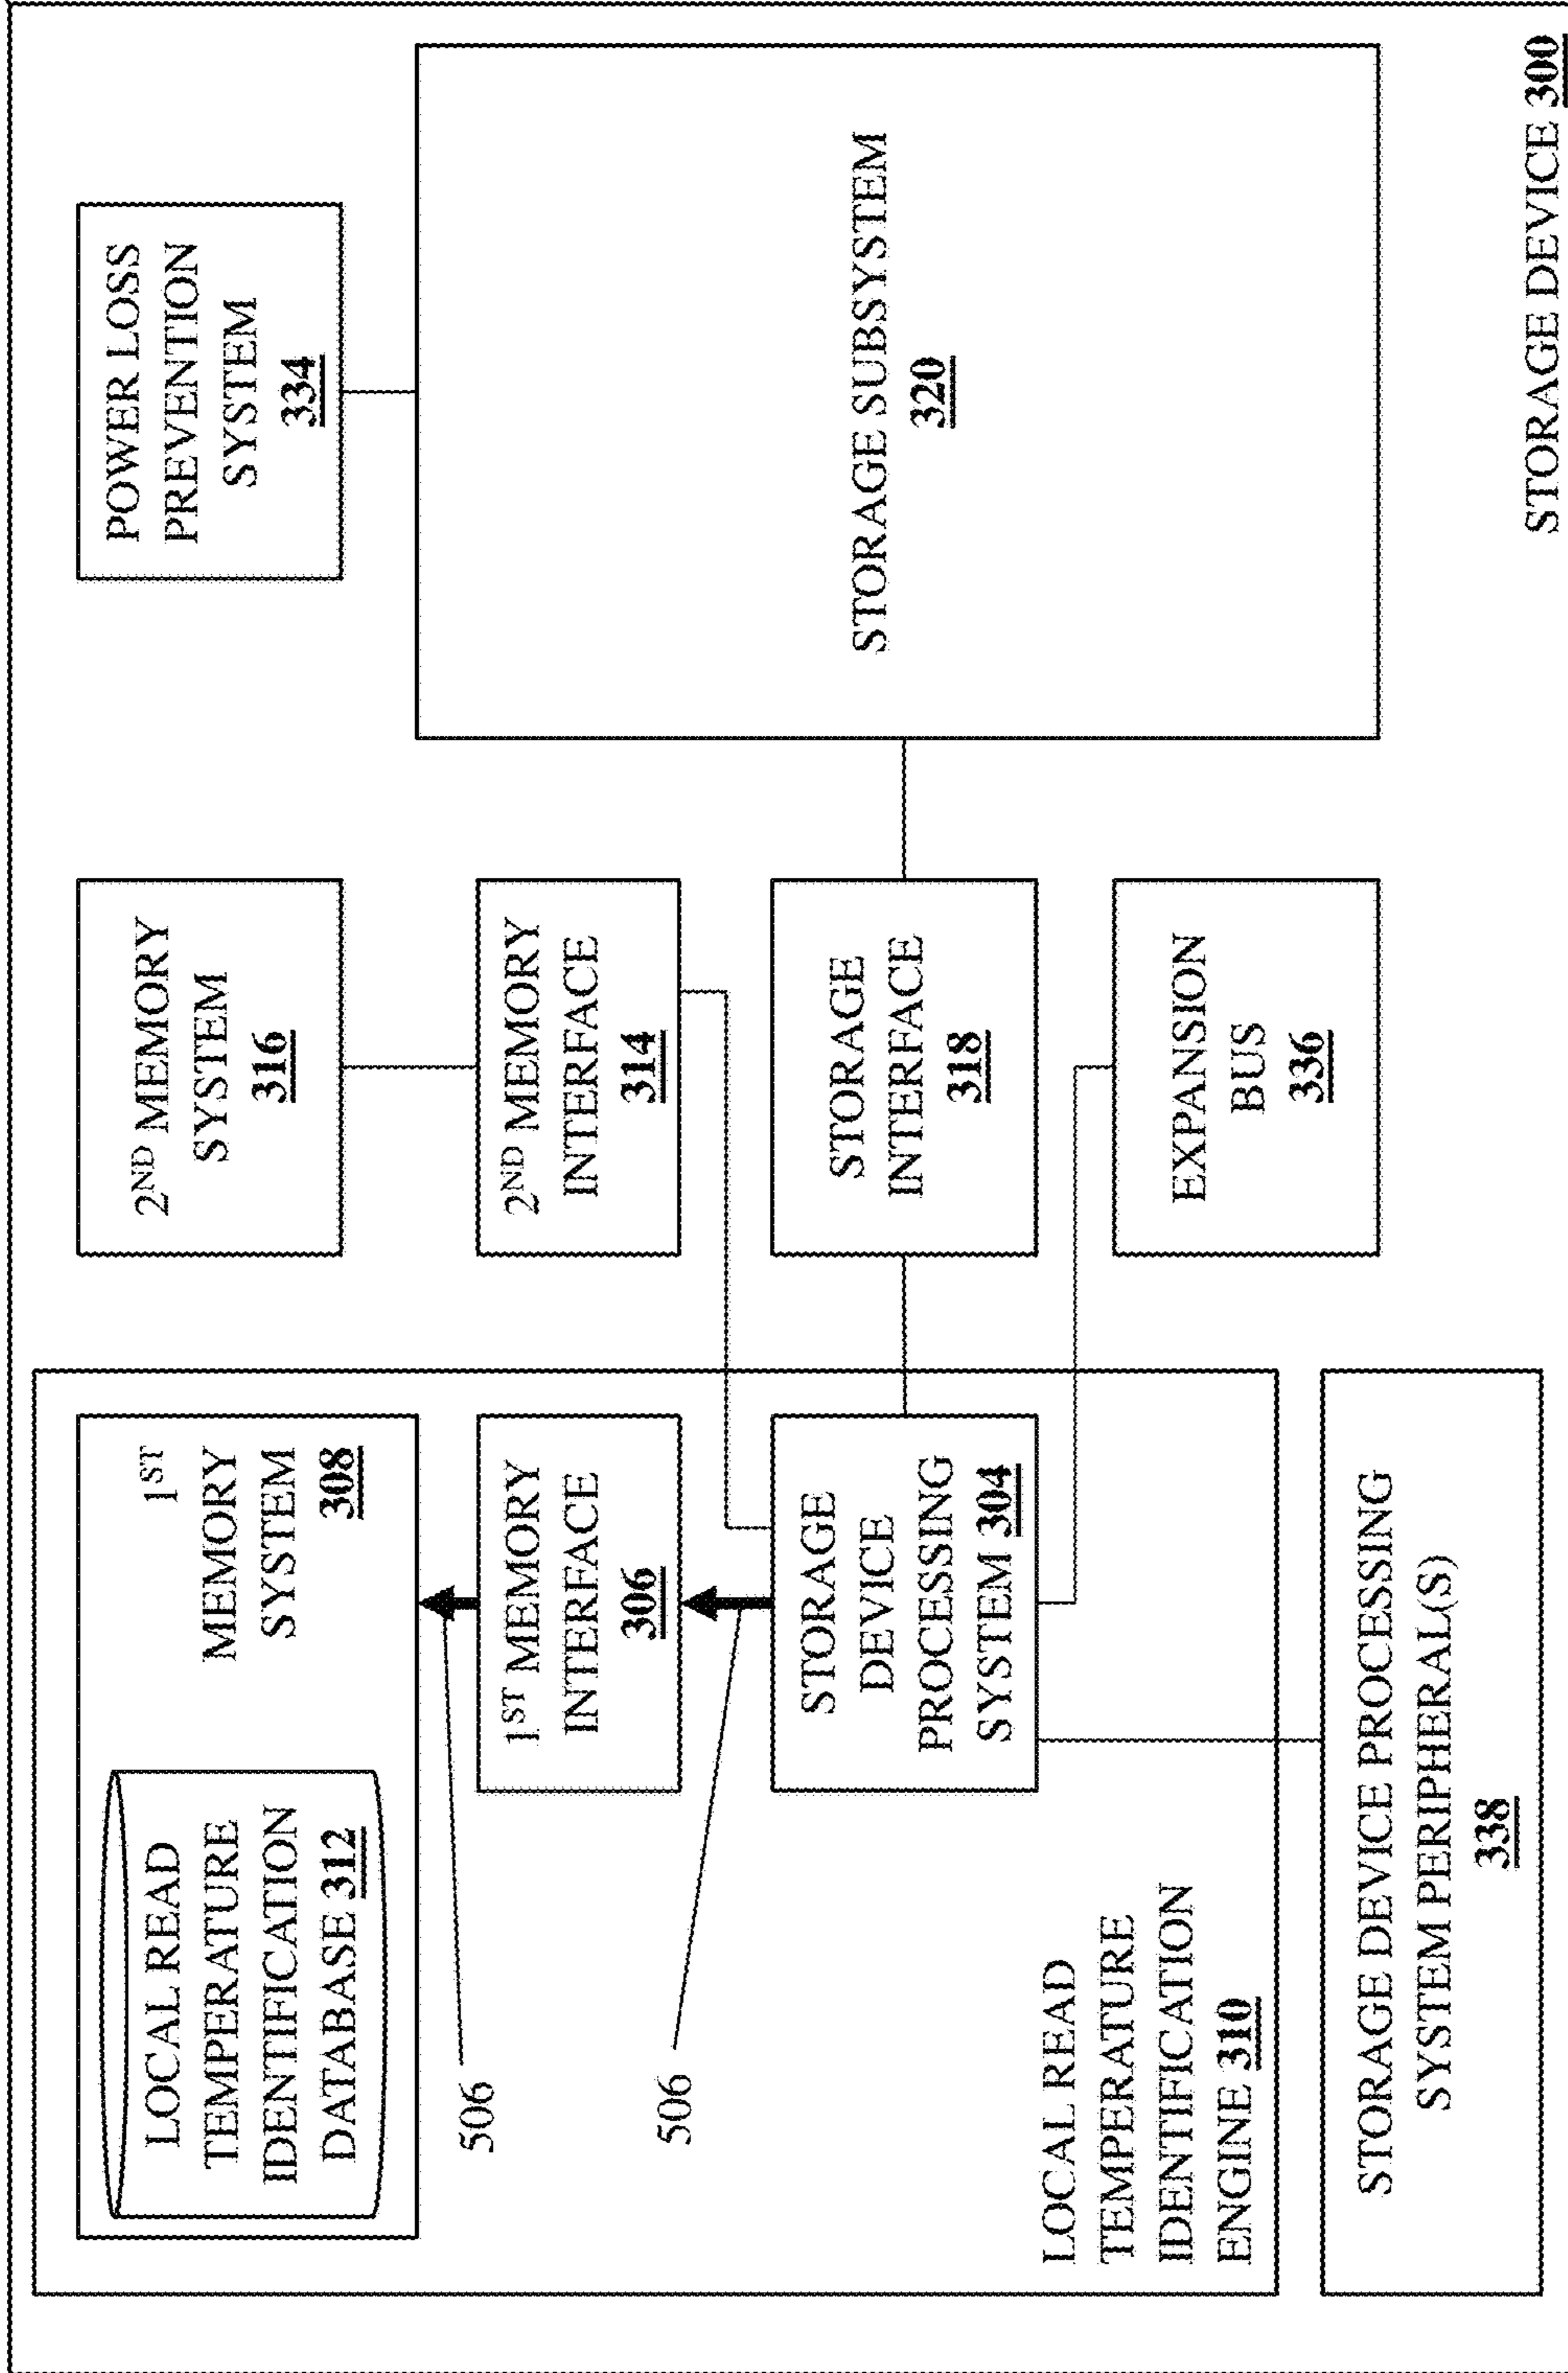 LOCAL READ
TEMPERATURE
IDENTIFICATION
DATABASE 312
1ST
MEMORY
SYSTEM
308
506
1ST MEMORY
INTERFACE
306
506
STORAGE
DEVICE
PROCESSING
SYSTEM 304
LOCAL READ
TEMPERATURE
IDENTIFICATION
ENGINE 310
STORAGE DEVICE PROCESSING
SYSTEM PERIPHERAL(S)
338
2ND MEMORY
SYSTEM
316
2ND MEMORY
INTERFACE
314
STORAGE
INTERFACE
318
EXPANSION
BUS
336
POWER LOSS
PREVENTION
SYSTEM
334
STORAGE SUBSYSTEM
320
STORAGE DEVICE 300